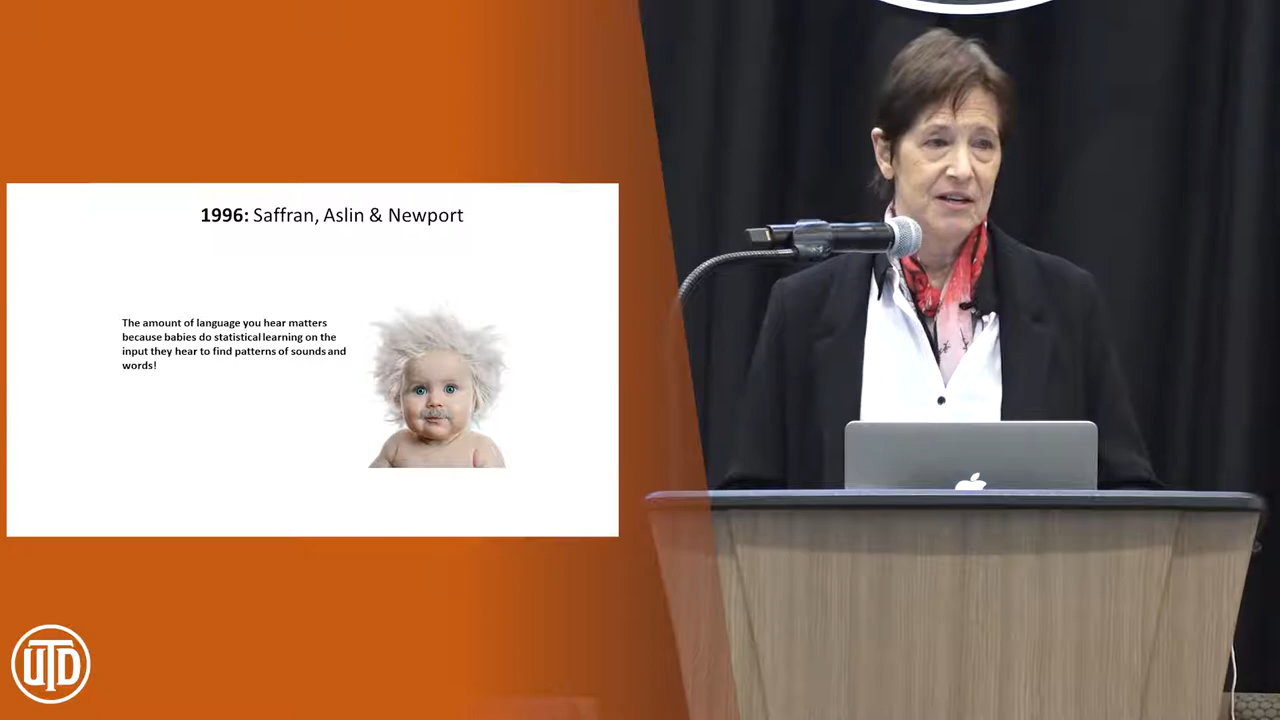 1996: Saffran, Aslin & Newport
The amount of language you hear matters
because babies do statistical learning on the
input they hear to find patterns of sounds and
words!
UTD